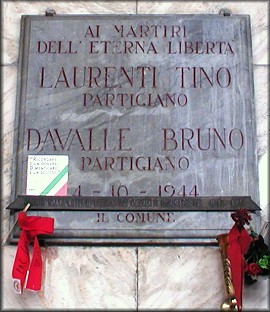 AI MARTIRI
DELL'ETERNA LIBERTÀ
LAURENTI TINO
PARTIGIANO
DAVALLE BRUNO
PARTIGIANO
4-10-1944
IL COMUNE